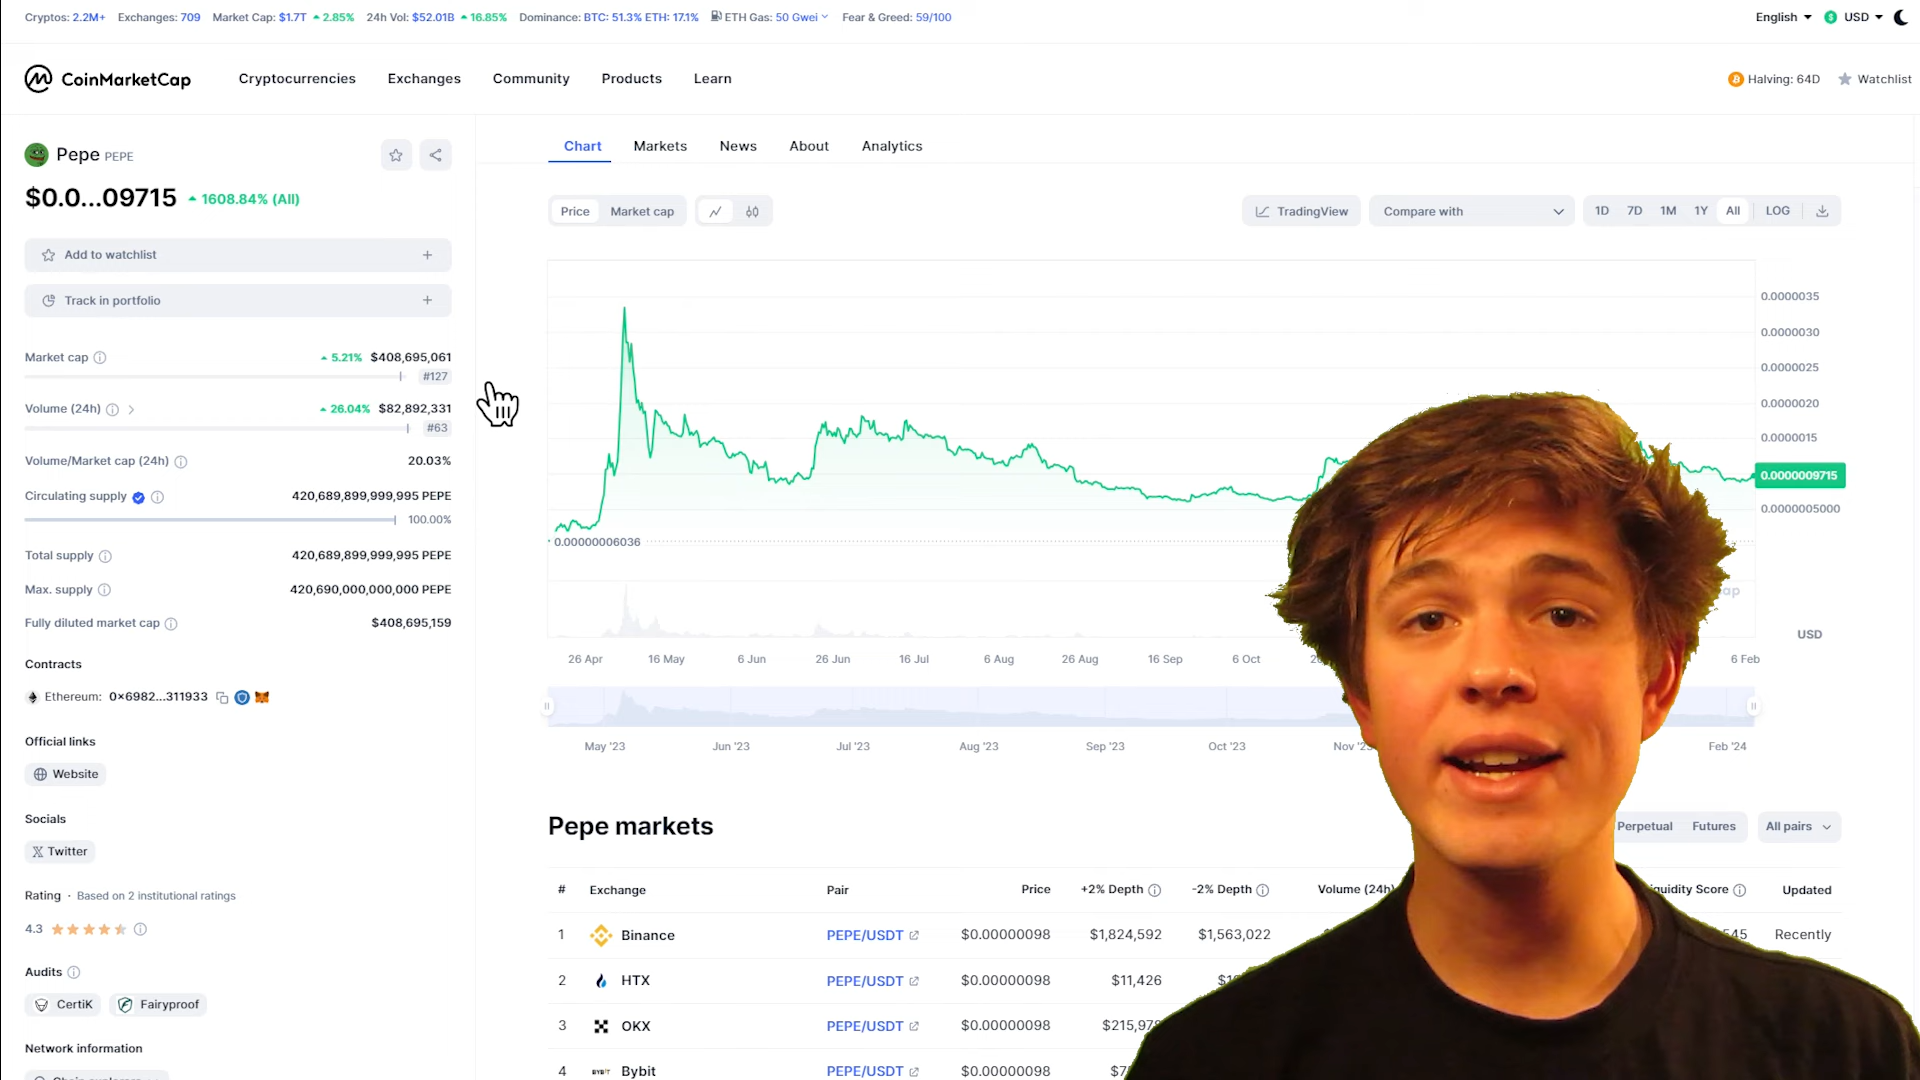 Cryptos: 2.2M+ Exchanges: 709 Market Cap: $1.7T 2.85% 24h Vol: $52.01B 16.85% Dominance: BTC: 51.3% ETH: 17.1% ETH Gas: 50 Gwei Fear & Greed: 59/100 English USD
CoinMarketCap Cryptocurrencies Exchanges Community Products Learn Halving: 64D Watchlist
Pepe PEPE
$0.0...09715 1608.84% (All)
Add to watchlist +
Track in portfolio +
Market cap 5.21% $408,695,061
#127
Volume (24h) 26.04% $82,892,331
#63
Volume/Market cap (24h) 20.03%
Circulating supply 420,689,899,999,995 PEPE
100.00%
Total supply 420,689,899,999,995 PEPE
Max. supply 420,690,000,000,000 PEPE
Fully diluted market cap $408,695,159
Contracts
Ethereum: 0x6982...311933
Official links
Website
Socials
Twitter
Rating · Based on 2 institutional ratings
4.3
Audits
CertiK Fairyproof
Network information
Chart Markets News About Analytics
Price Market cap TradingView Compare with 1D 7D 1M 1Y All LOG
0.0000035
0.0000030
0.0000025
0.0000020
0.0000015
0.0000009715
0.0000005000
0.00000006036
USD
26 Apr 16 May 6 Jun 26 Jun 16 Jul 6 Aug 26 Aug 16 Sep 6 Oct 6 Feb
May '23 Jun '23 Jul '23 Aug '23 Sep '23 Oct '23 Nov '23 Feb '24
Pepe markets Perpetual Futures All pairs
# Exchange Pair Price +2% Depth -2% Depth Volume (24h) Score Updated
1 Binance PEPE/USDT $0.00000098 $1,824,592 $1,563,022 Recently
2 HTX PEPE/USDT $0.00000098 $11,426
3 OKX PEPE/USDT $0.00000098
4 Bybit PEPE/USDT $0.00000098